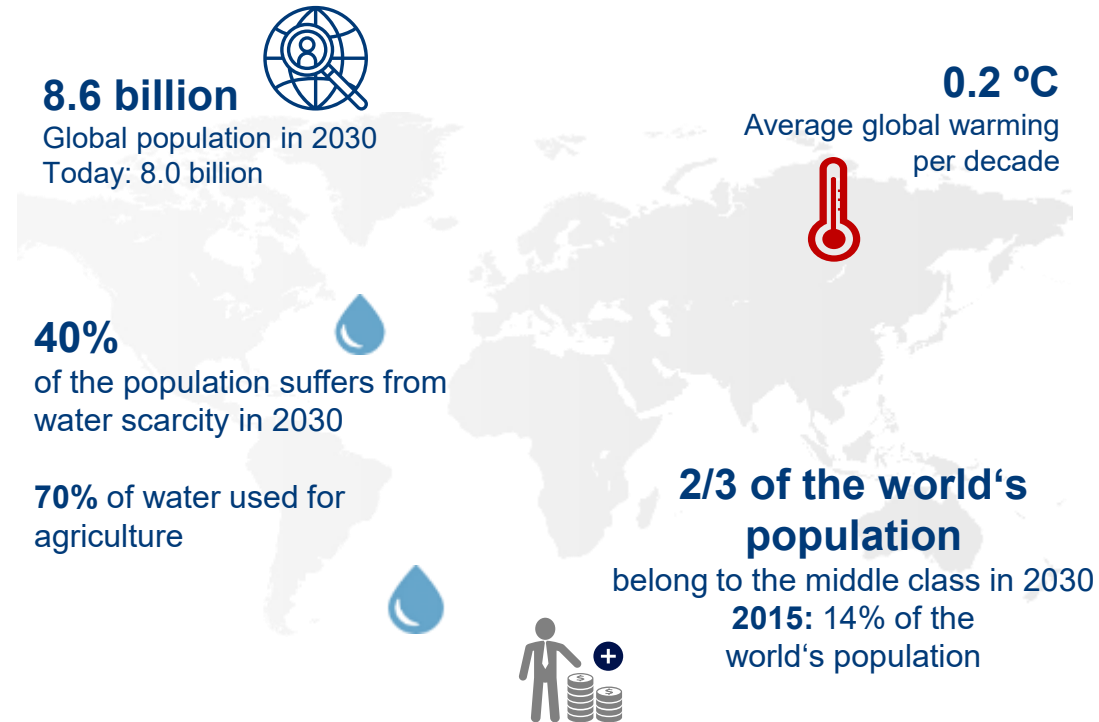 8.6 billion
Global population in 2030
Today: 8.0 billion
0.2 ºC
Average global warming
per decade
40%
of the population suffers from
water scarcity in 2030
70% of water used for
agriculture
2/3 of the world‘s
population
belong to the middle class in 2030
2015: 14% of the
world‘s population
$
$